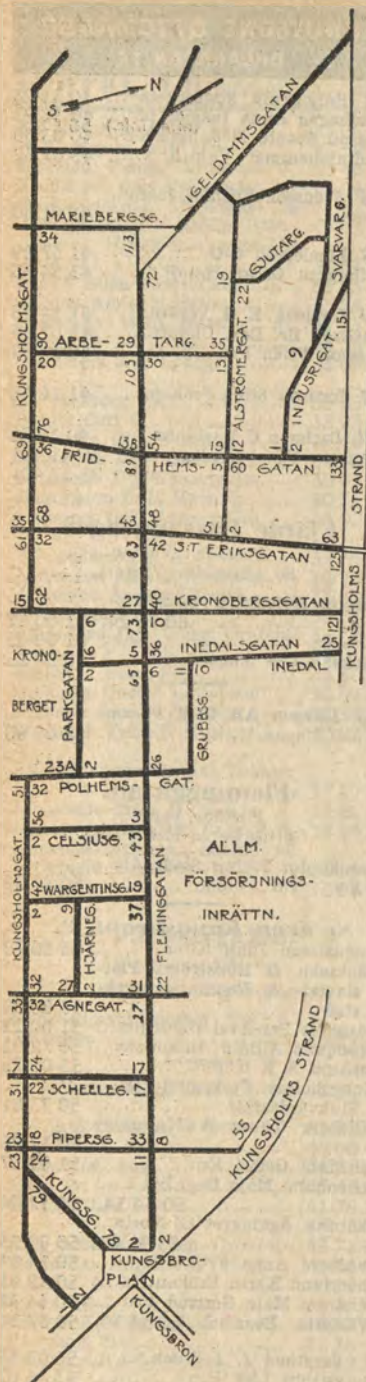 N
S
IGELDAMMSGATAN
MARIEBERGSG.
34
113
KUNGSHOLMSGAT.
72
19
22
GJUTARG.
SVARVARG.
151
90
ARBE- 29 TARG. 35
20
103
30
13
ALSTRÖMERGAT.
9
INDUSRIGAT.
76
69
36
FRID-
13B
54
HEMS-
19
12
1
2
GATAN
133
89
5
60
STRAND
35
68
43
48
51
2
63
61
32
83
42 S:T ERIKSGATAN
125
15
62
27
40
KRONOBERGSGATAN
121
6
73
10
INEDALSGATAN
25
KUNGSHOLMS
KRONO-
16
5
36
INEDAL
2
65
6 = 10
BERGET
PARKGATAN
GRUBBSG.
23A
2
26
51
32
POLHEMS-
GAT.
56
3
2
CELSIUSG.
43
ALLM.
FÖRSÖRJNINGS-
INRÄTTN.
42
WARGENTINSG.
19
KUNGSHOLMSGAT.
2
9
HJÄRNEG.
37
FLEMINGGATAN
32
27
2
31
22
33
32
AGNEGAT.
27
7
24
17
31
22
SCHEELEG.
17
23
18
PIPERSG.
33
8
55
KUNGSHOLMS STRAND
23
24
11
79
KUNGSG.
78
2
2
KUNGSBRO-
PLAN
1
2
KUNGSBRON